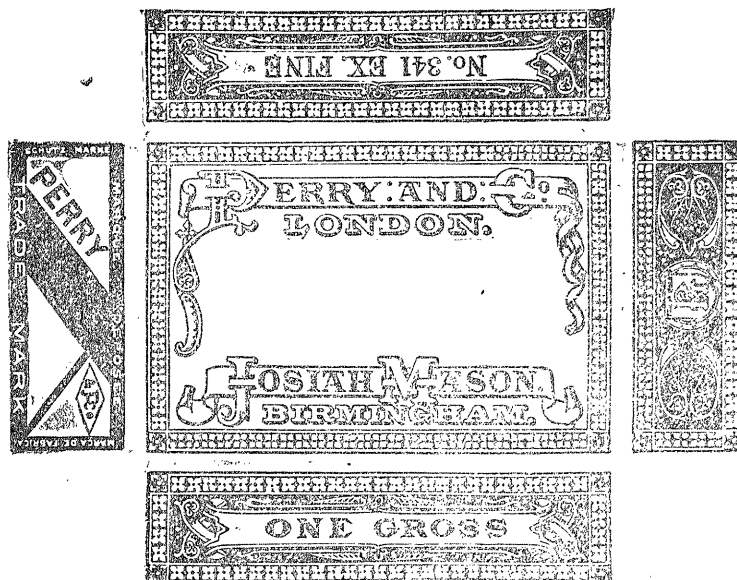 No. 341 EX. FINE
PERRY
TRADE MARK
PERRY: AND: Co.
LONDON.
JOSIAH MASON.
BIRMINGHAM.
ONE GROSS